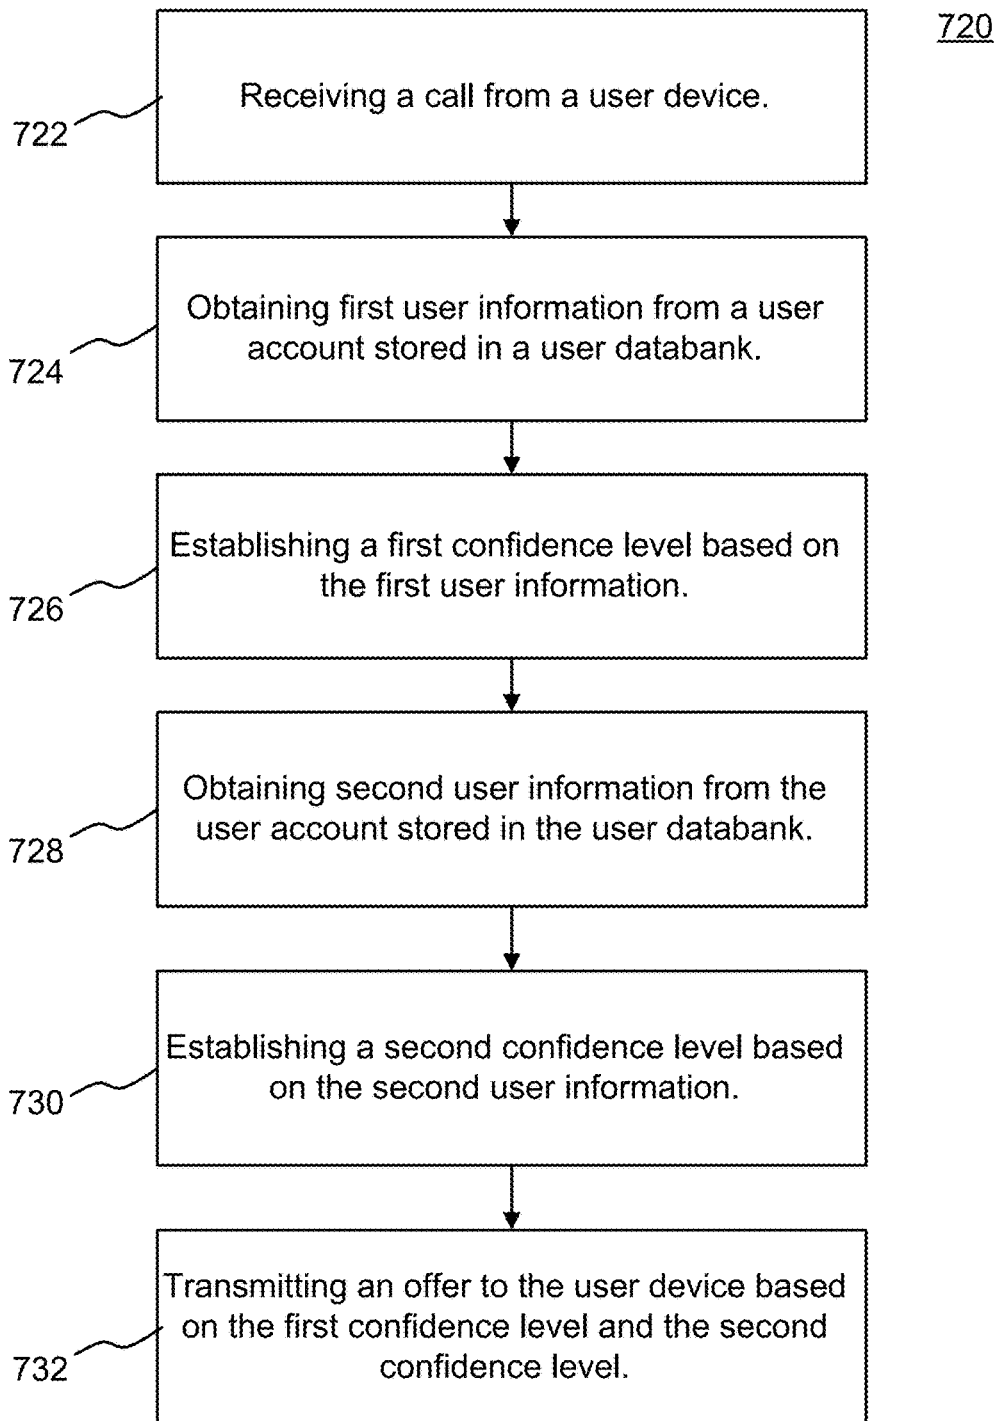 720
Receiving a call from a user device.
722
Obtaining first user information from a user
account stored in a user databank.
724
Establishing a first confidence level based on
the first user information.
726
Obtaining second user information from the
user account stored in the user databank.
728
Establishing a second confidence level based
on the second user information.
730
Transmitting an offer to the user device based
on the first confidence level and the second
confidence level.
732